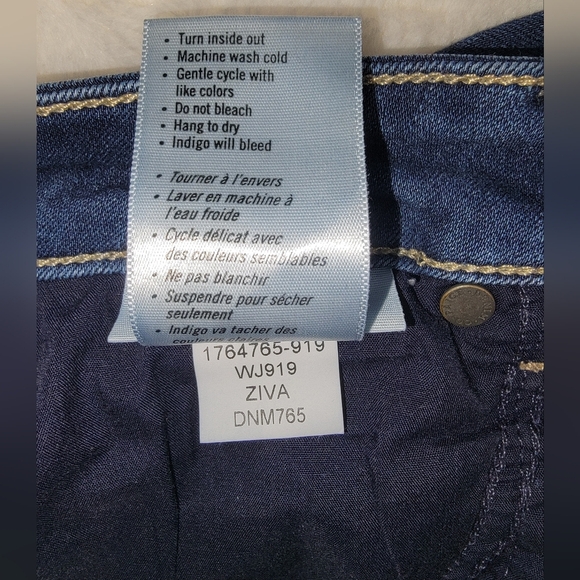 • Turn inside out
• Machine wash cold
• Gentle cycle with
like colors
• Do not bleach
• Hang to dry
• Indigo will bleed
• Tourner à l'envers
• Laver en machine à
l'eau froide
• Cycle délicat avec
des couleurs semblables
• Ne pas blanchir
• Suspendre pour sécher
seulement
• Indigo va tacher des
couleurs claires
1764765-919
WJ919
ZIVA
DNM765